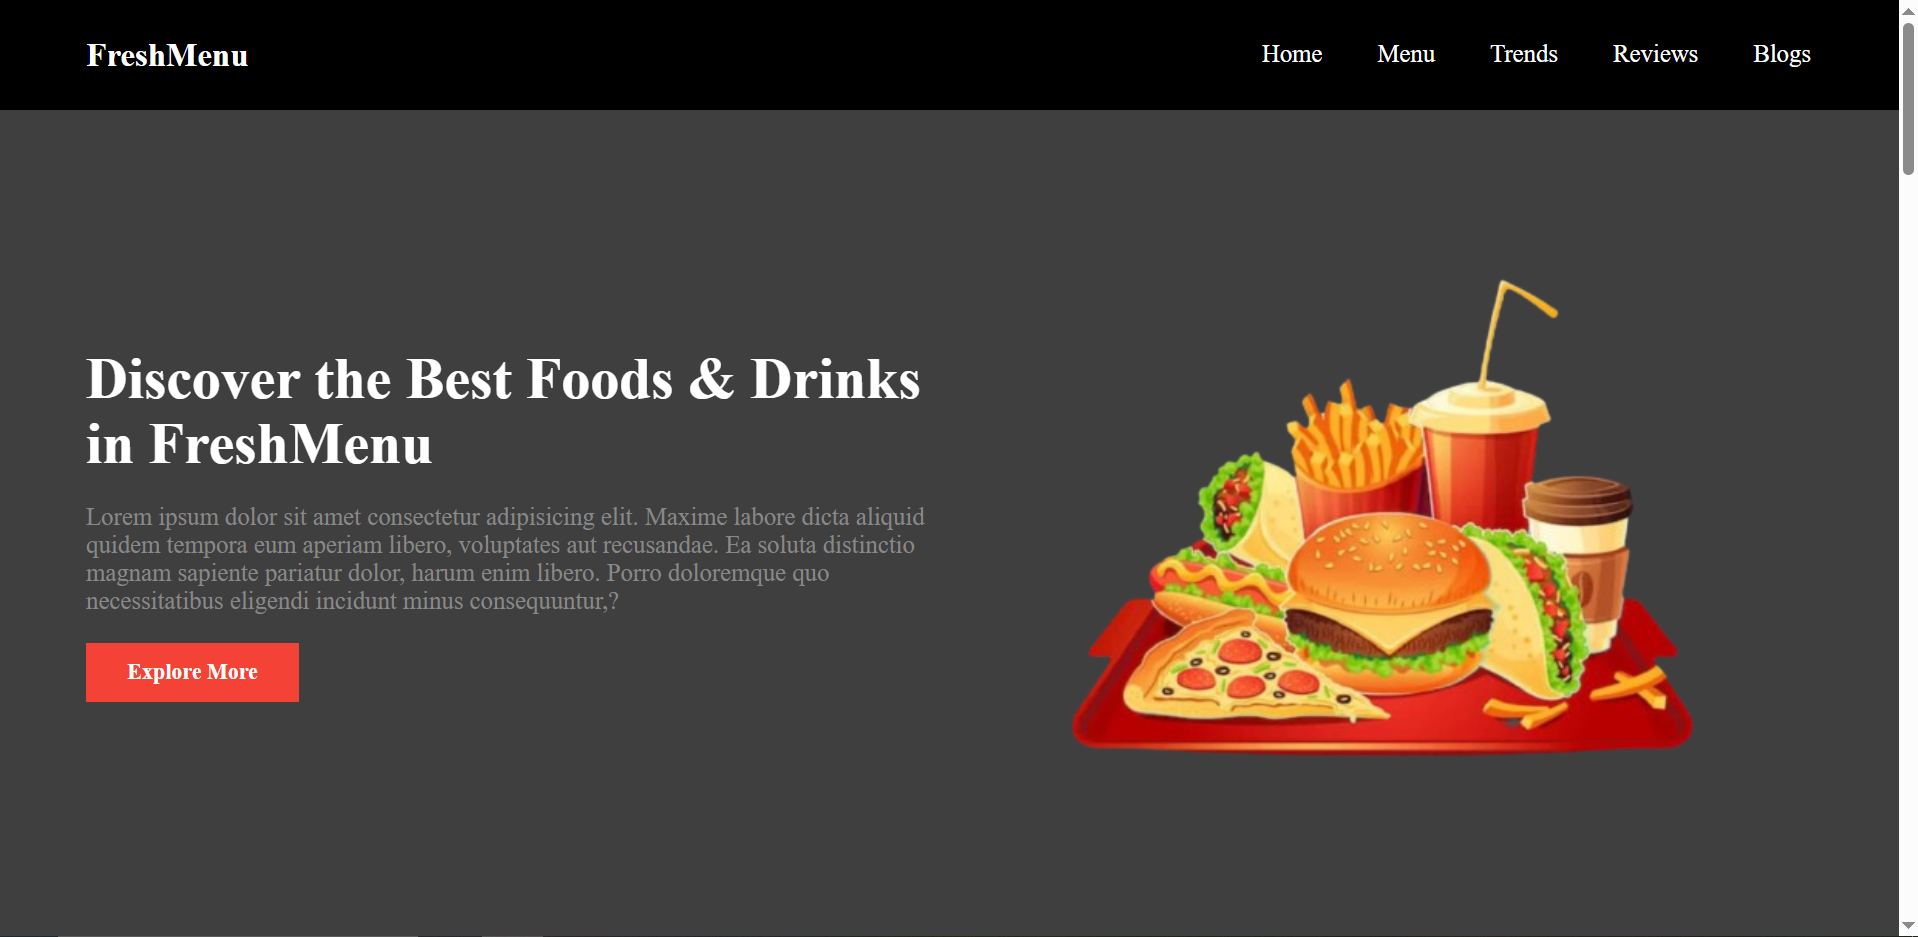 FreshMenu
Home Menu Trends Reviews Blogs
Discover the Best Foods & Drinks
in FreshMenu
Lorem ipsum dolor sit amet consectetur adipisicing elit. Maxime labore dicta aliquid
quidem tempora eum aperiam libero, voluptates aut recusandae. Ea soluta distinctio
magnam sapiente pariatur dolor, harum enim libero. Porro doloremque quo
necessitatibus eligendi incidunt minus consequuntur,?
Explore More